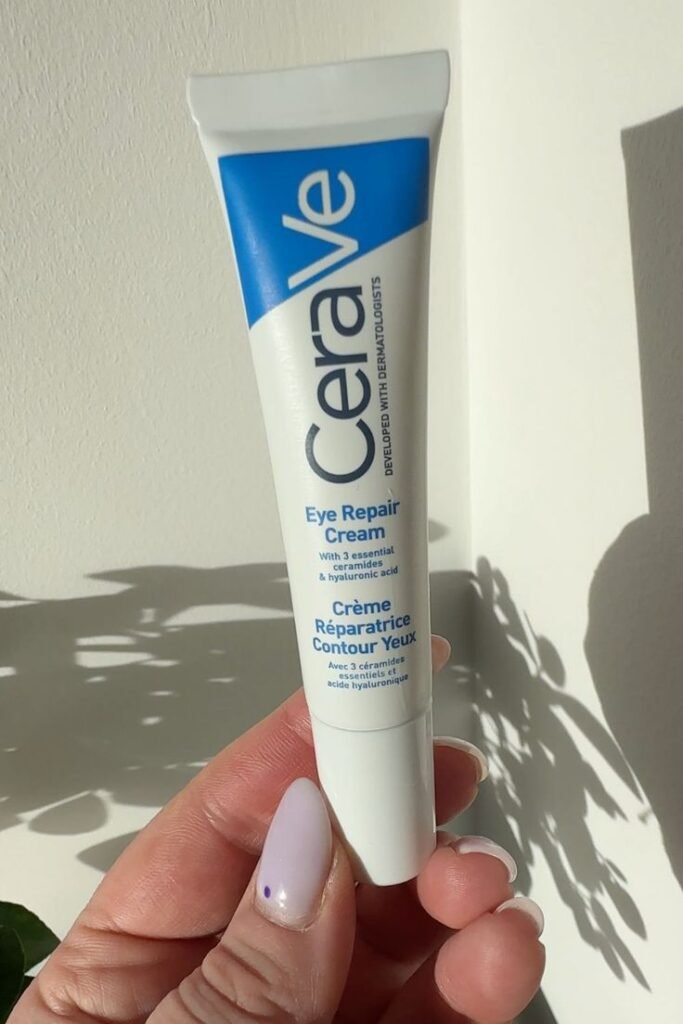 CeraVe
DEVELOPED WITH DERMATOLOGISTS
Eye Repair
Cream
With 3 essential
ceramides
& hyaluronic acid
Crème
Réparatrice
Contour Yeux
Avec 3 céramides
essentiels et
acide hyaluronique